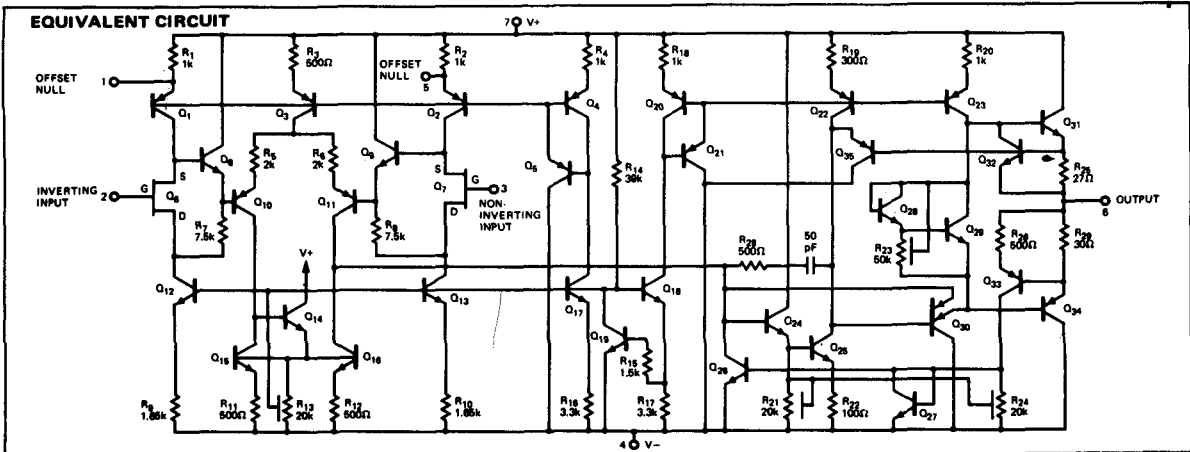 EQUIVALENT CIRCUIT
7 V+
R1
1k
R3
500Ω
OFFSET
NULL
5
R2
1k
R4
1k
R18
1k
R19
300Ω
R20
1k
OFFSET
NULL
1
Q1
Q3
Q2
Q4
Q20
Q22
Q23
Q31
Q8
R5
2k
R6
2k
Q9
Q5
R14
39k
Q21
Q35
Q32
R25
27Ω
INVERTING
INPUT
2
G
S
Q6
D
R7
7.5k
Q10
Q11
R8
7.5k
S
Q7
G
D
3
NON-
INVERTING
INPUT
Q28
R23
50k
Q29
OUTPUT
6
R26
500Ω
R29
30Ω
R28
500Ω
50
pF
Q12
V+
Q14
Q13
Q17
Q18
Q33
Q34
Q24
Q30
Q15
Q16
Q19
R15
1.5k
Q26
Q25
R9
1.65k
R11
500Ω
R13
20k
R12
500Ω
R10
1.65k
R16
3.3k
R17
3.3k
R21
20k
R22
100Ω
Q27
R24
20k
4 V-